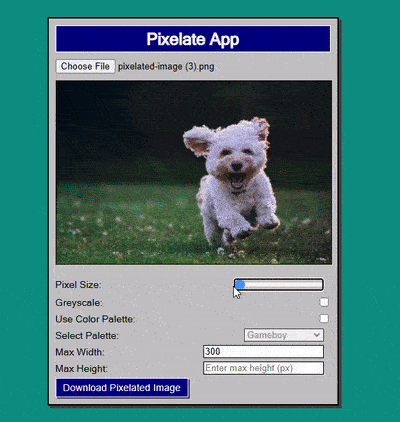 Pixelate App
Choose File pixelated-image (3).png
Pixel Size:
Greyscale:
Use Color Palette:
Select Palette: Gameboy
Max Width: 300
Max Height: Enter max height (px)
Download Pixelated Image